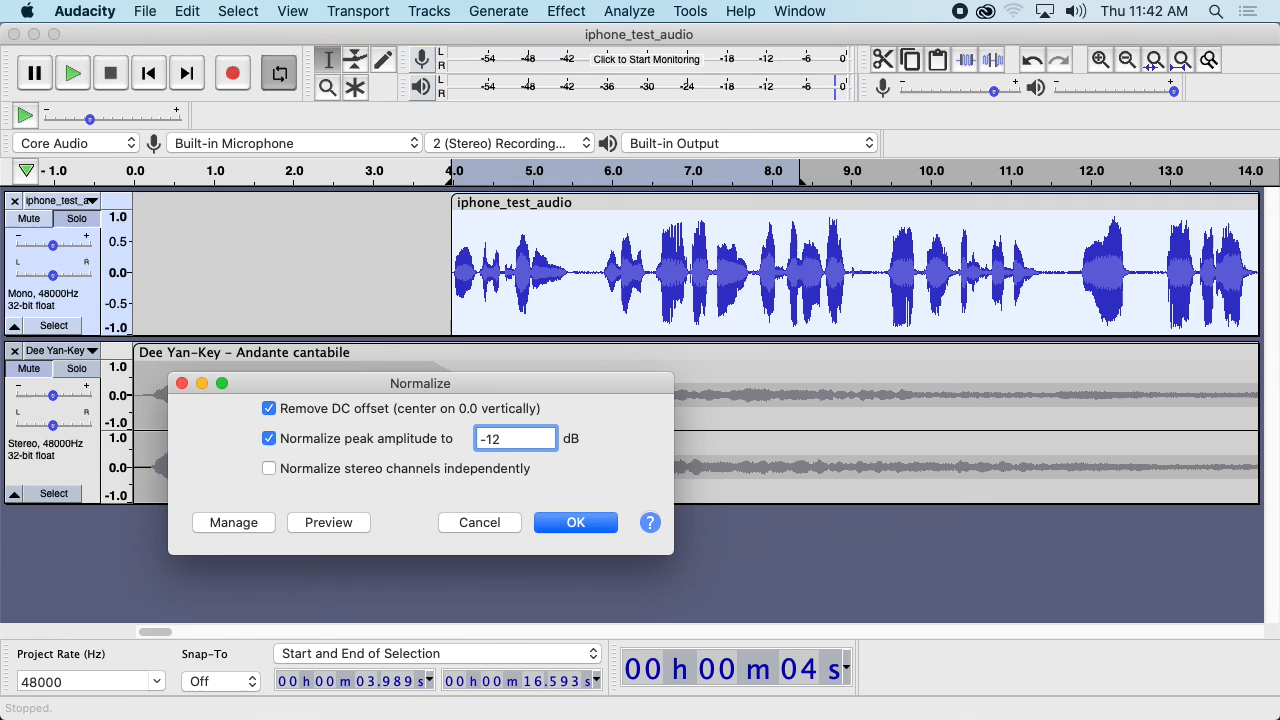 Audacity File Edit Select View Transport Tracks Generate Effect Analyze Tools Help Window Thu 11:42 AM
iphone_test_audio
L R -54 -48 -42 Click to Start Monitoring -18 -12 -6 0
L R -54 -48 -42 -36 -30 -24 -18 -12 -6 0
- +
- + - +
Core Audio Built-in Microphone 2 (Stereo) Recording... Built-in Output
-1.0 0.0 1.0 2.0 3.0 4.0 5.0 6.0 7.0 8.0 9.0 10.0 11.0 12.0 13.0 14.0
× iphone_test_a 1.0 iphone_test_audio
Mute Solo
- + 0.5
L R 0.0
Mono, 48000Hz
32-bit float -0.5
Select -1.0
× Dee Yan-Key Dee Yan-Key - Andante cantabile
Mute Solo 1.0
- + 0.0
L R -1.0
Stereo, 44100Hz 1.0
32-bit float 0.0
Select -1.0
Normalize
Remove DC offset (center on 0.0 vertically)
Normalize peak amplitude to -12 dB
Normalize stereo channels independently
Manage Preview Cancel OK ?
Project Rate (Hz) Snap-To Start and End of Selection
48000 Off 00 h 00 m 03.989 s 00 h 00 m 16.593 s 00 h 00 m 04 s
Stopped.